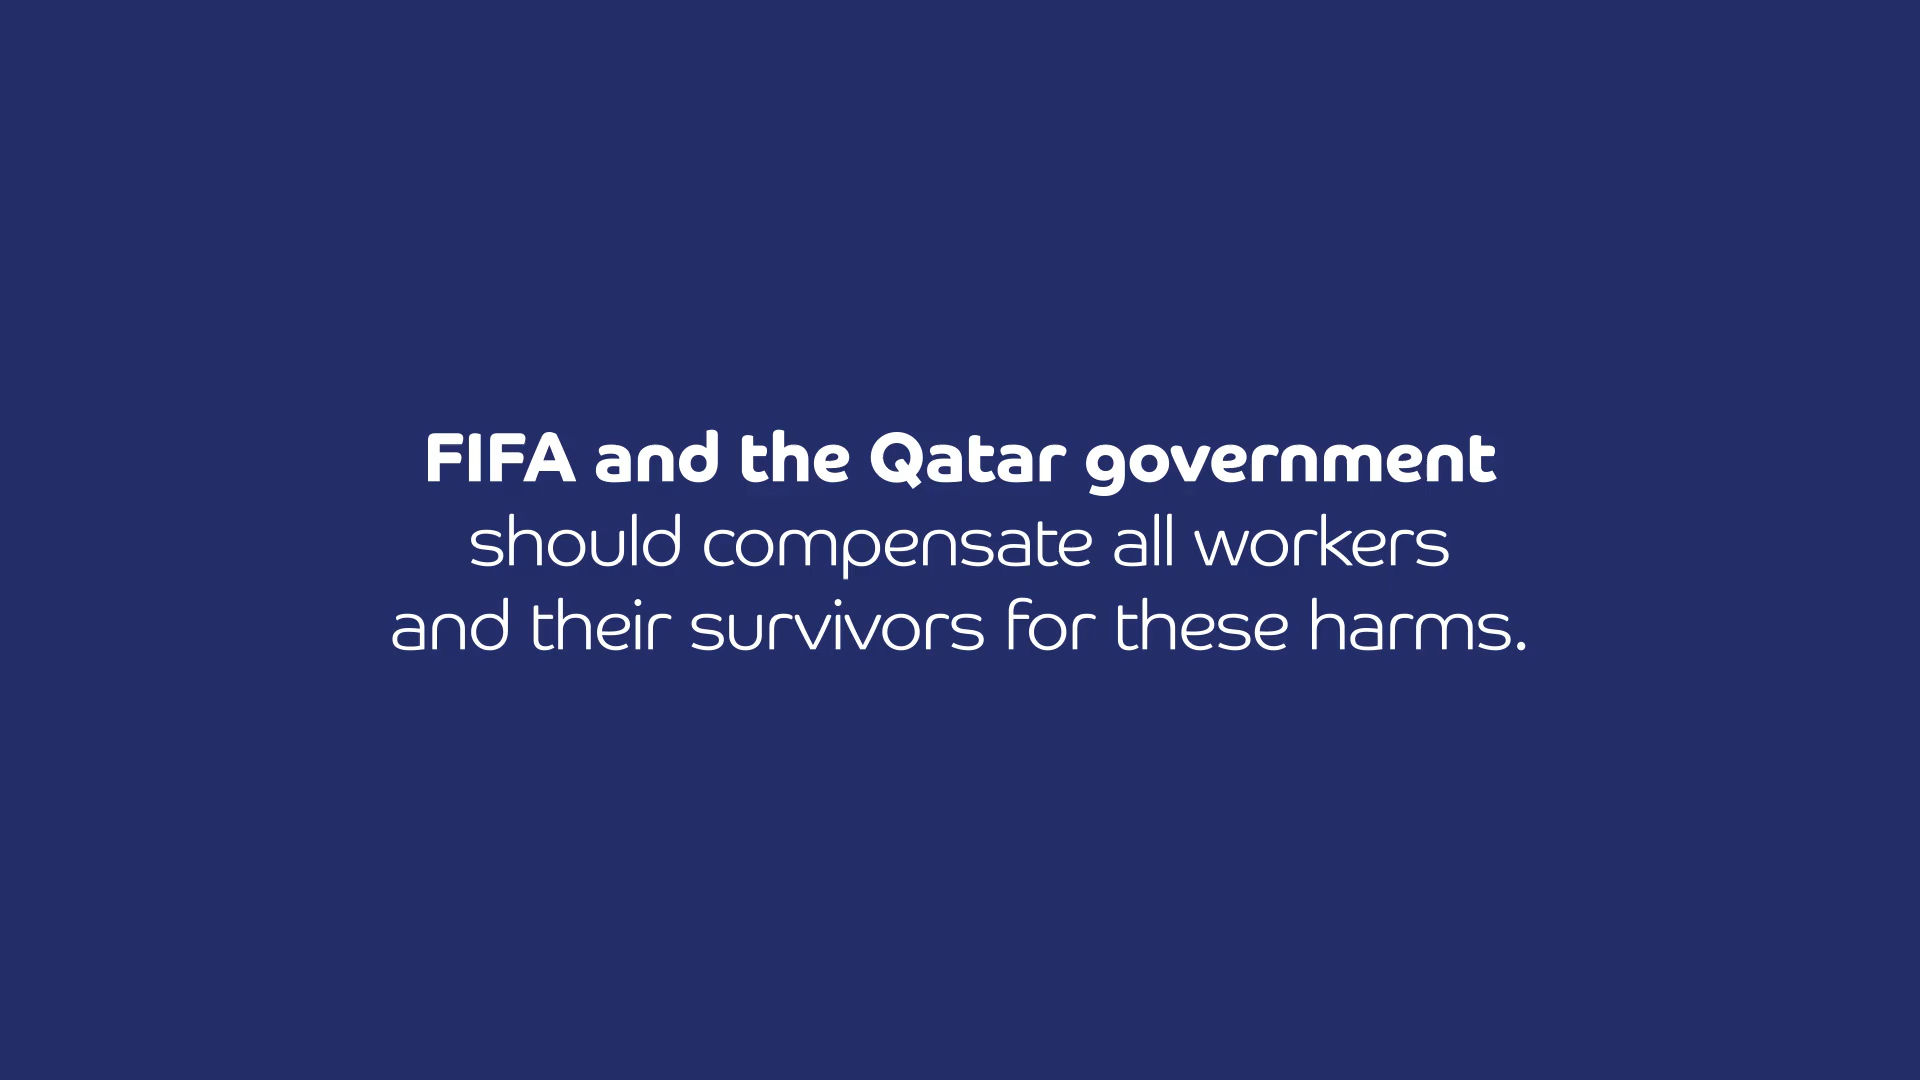 FIFA and the Qatar government
should compensate all workers
and their survivors for these harms.